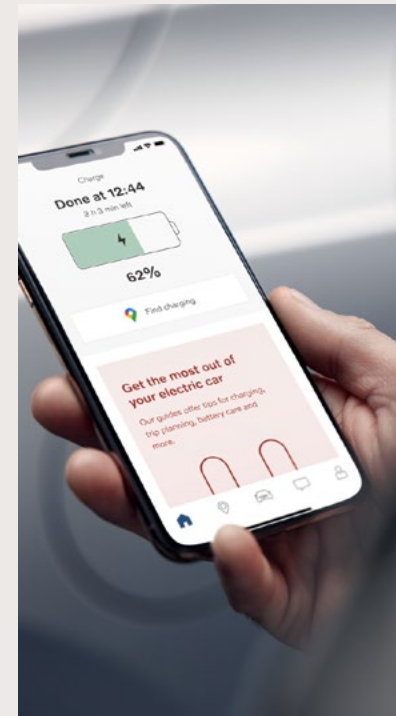 Charge
Done at 12:44
3 h 3 min left
62%
Find charging
Get the most out of
your electric car
Our guides offer tips for charging,
trip planning, battery care and
more.